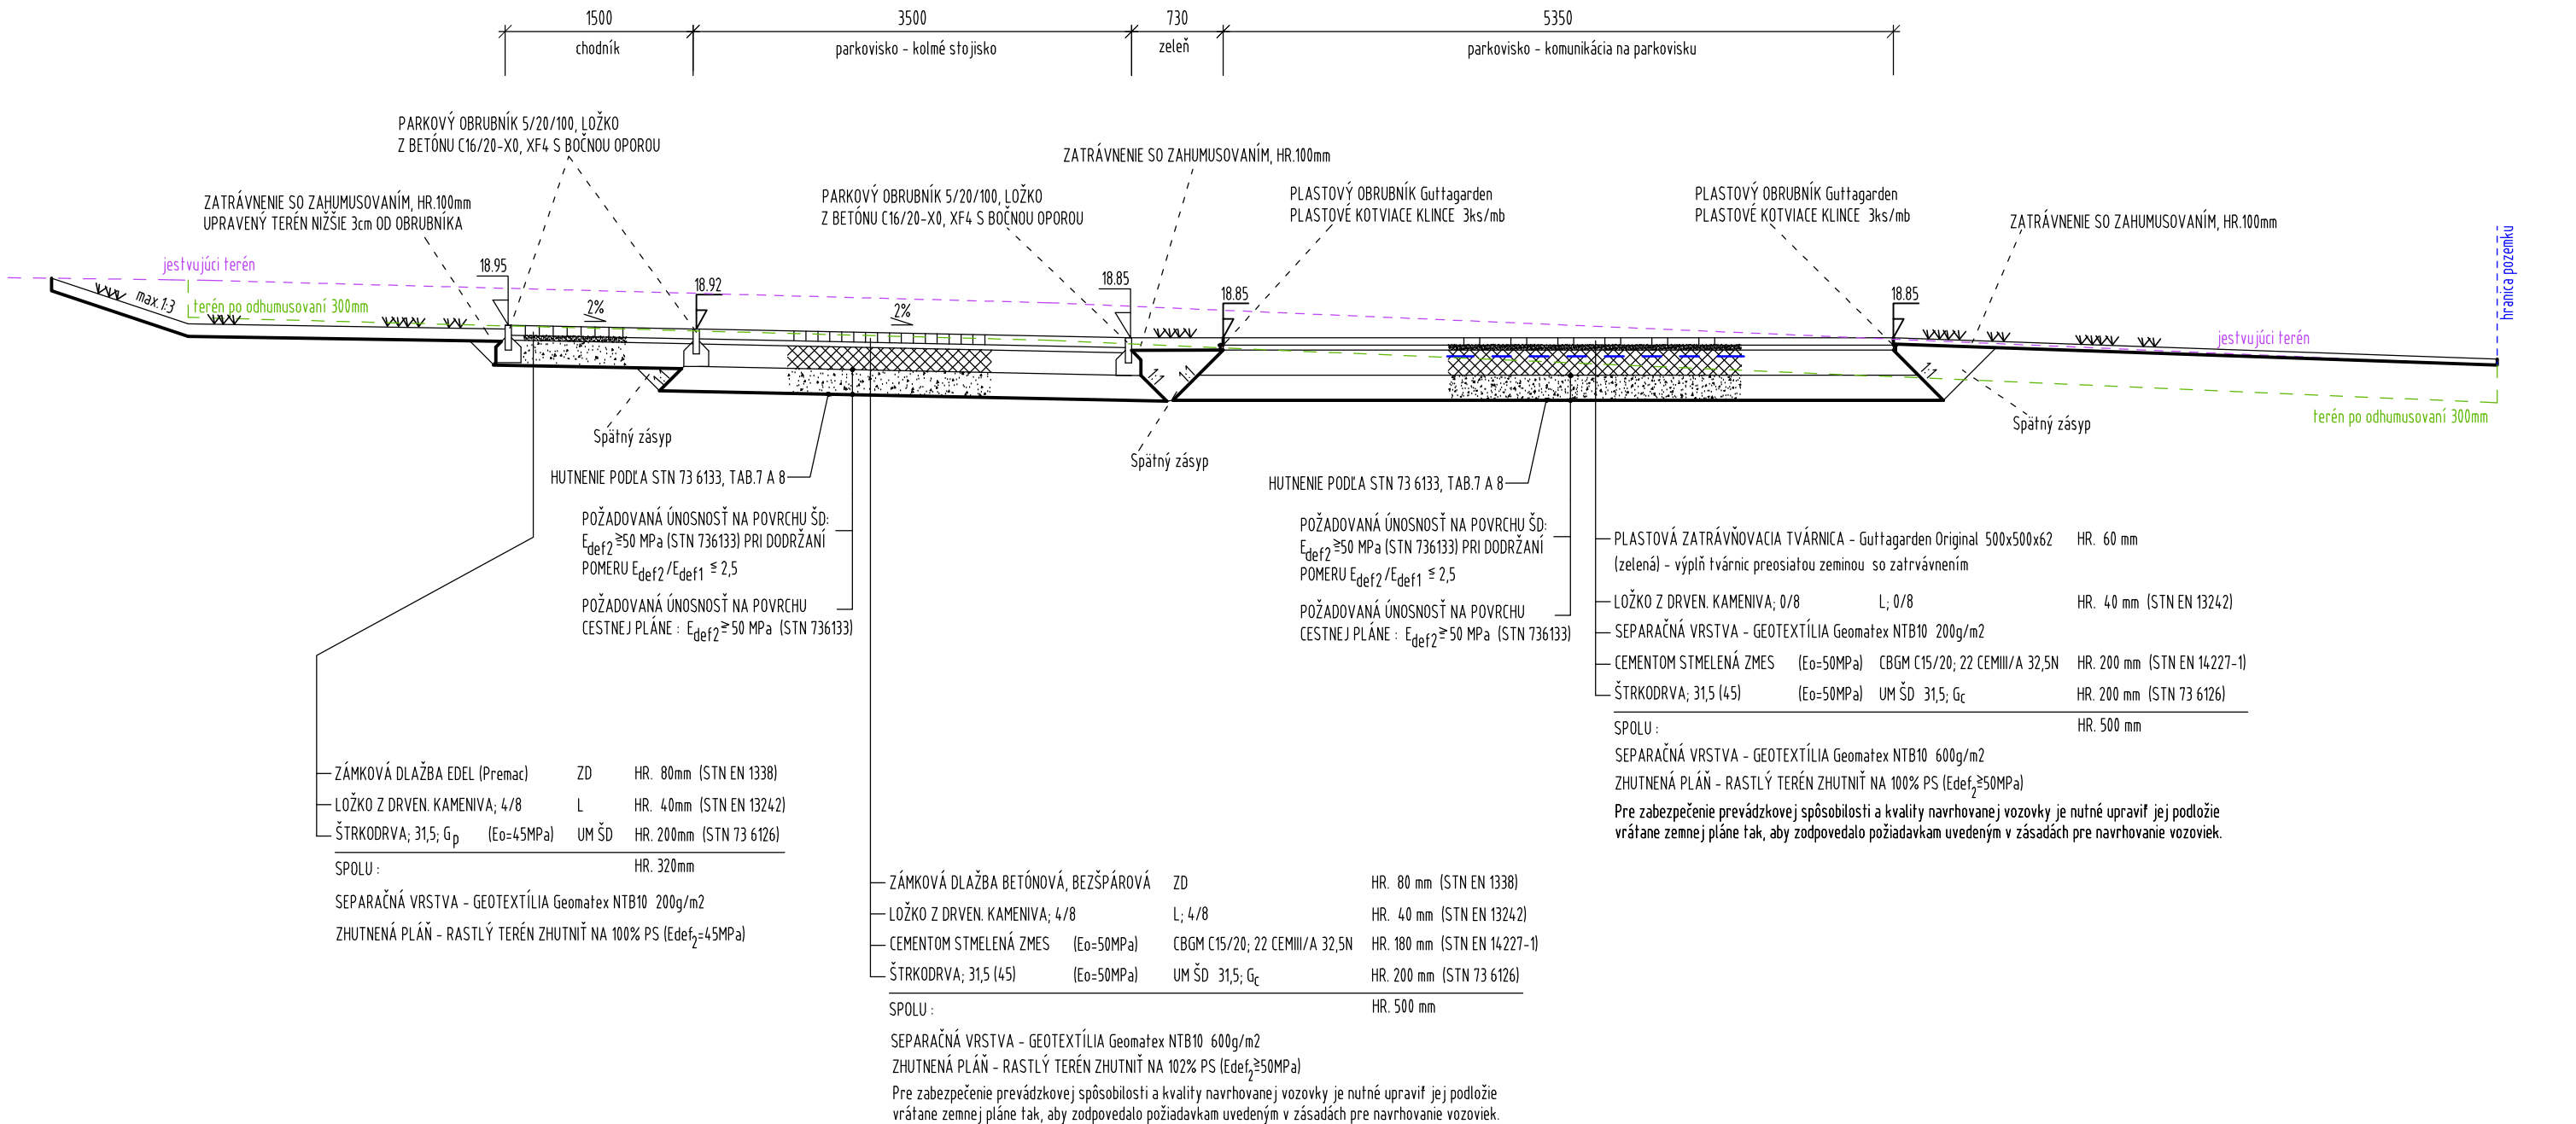 1500
3500
730
5350
chodník
parkovisko - kolmé stojisko
zeleň
parkovisko - komunikácia na parkovisku
PARKOVÝ OBRUBNÍK 5/20/100, LOŽKO
Z BETÓNU C16/20-X0, XF4 S BOČNOU OPOROU
ZATRÁVNENIE SO ZAHUMUSOVANÍM, HR.100mm
UPRAVENÝ TERÉN NIŽŠIE 3cm OD OBRUBNÍKA
PARKOVÝ OBRUBNÍK 5/20/100, LOŽKO
Z BETÓNU C16/20-X0, XF4 S BOČNOU OPOROU
ZATRÁVNENIE SO ZAHUMUSOVANÍM, HR.100mm
PLASTOVÝ OBRUBNÍK Guttagarden
PLASTOVÉ KOTVIACE KLINCE 3ks/mb
PLASTOVÝ OBRUBNÍK Guttagarden
PLASTOVÉ KOTVIACE KLINCE 3ks/mb
ZATRÁVNENIE SO ZAHUMUSOVANÍM, HR.100mm
hranica pozemku
jestvujúci terén
18.95
18.92
18.85
18.85
18.85
max. 1:3
terén po odhumusovaní 300mm
2%
2%
jestvujúci terén
1:1
1:1
1:1
1:1
terén po odhumusovaní 300mm
Spätný zásyp
Spätný zásyp
Spätný zásyp
HUTNENIE PODĽA STN 73 6133, TAB.7 A 8
POŽADOVANÁ ÚNOSNOSŤ NA POVRCHU ŠD:
Edef2 ≥50 MPa (STN 736133) PRI DODRŽANÍ
POMERU Edef2/Edef1 ≤ 2,5
POŽADOVANÁ ÚNOSNOSŤ NA POVRCHU
CESTNEJ PLÁNE : Edef2≥50 MPa (STN 736133)
HUTNENIE PODĽA STN 73 6133, TAB.7 A 8
POŽADOVANÁ ÚNOSNOSŤ NA POVRCHU ŠD:
Edef2 ≥50 MPa (STN 736133) PRI DODRŽANÍ
POMERU Edef2/Edef1 ≤ 2,5
POŽADOVANÁ ÚNOSNOSŤ NA POVRCHU
CESTNEJ PLÁNE : Edef2≥50 MPa (STN 736133)
PLASTOVÁ ZATRÁVŇOVACIA TVÁRNICA - Guttagarden Original 500x500x62 HR. 60 mm
(zelená) - výplň tvárnic preosiatou zeminou so zatrvávnením
LOŽKO Z DRVEN. KAMENIVA; 0/8 L; 0/8 HR. 40 mm (STN EN 13242)
SEPARAČNÁ VRSTVA - GEOTEXTÍLIA Geomatex NTB10 200g/m2
CEMENTOM STMELENÁ ZMES (Eo=50MPa) CBGM C15/20; 22 CEMIII/A 32,5N HR. 200 mm (STN EN 14227-1)
ŠTRKODRVA; 31,5 (45) (Eo=50MPa) UM ŠD 31,5; Gc HR. 200 mm (STN 73 6126)
SPOLU : HR. 500 mm
SEPARAČNÁ VRSTVA - GEOTEXTÍLIA Geomatex NTB10 600g/m2
ZHUTNENÁ PLÁŇ - RASTLÝ TERÉN ZHUTNIŤ NA 100% PS (Edef2≥50MPa)
Pre zabezpečenie prevádzkovej spôsobilosti a kvality navrhovanej vozovky je nutné upraviť jej podložie
vrátane zemnej pláne tak, aby zodpovedalo požiadavkam uvedeným v zásadách pre navrhovanie vozoviek.
ZÁMKOVÁ DLAŽBA EDEL (Premac) ZD HR. 80mm (STN EN 1338)
LOŽKO Z DRVEN. KAMENIVA; 4/8 L HR. 40mm (STN EN 13242)
ŠTRKODRVA; 31,5; Gp (Eo=45MPa) UM ŠD HR. 200mm (STN 73 6126)
SPOLU : HR. 320mm
SEPARAČNÁ VRSTVA - GEOTEXTÍLIA Geomatex NTB10 200g/m2
ZHUTNENÁ PLÁŇ - RASTLÝ TERÉN ZHUTNIŤ NA 100% PS (Edef2=45MPa)
ZÁMKOVÁ DLAŽBA BETÓNOVÁ, BEZŠPÁROVÁ ZD HR. 80 mm (STN EN 1338)
LOŽKO Z DRVEN. KAMENIVA; 4/8 L; 4/8 HR. 40 mm (STN EN 13242)
CEMENTOM STMELENÁ ZMES (Eo=50MPa) CBGM C15/20; 22 CEMIII/A 32,5N HR. 180 mm (STN EN 14227-1)
ŠTRKODRVA; 31,5 (45) (Eo=50MPa) UM ŠD 31,5; Gc HR. 200 mm (STN 73 6126)
SPOLU : HR. 500 mm
SEPARAČNÁ VRSTVA - GEOTEXTÍLIA Geomatex NTB10 600g/m2
ZHUTNENÁ PLÁŇ - RASTLÝ TERÉN ZHUTNIŤ NA 102% PS (Edef2≥50MPa)
Pre zabezpečenie prevádzkovej spôsobilosti a kvality navrhovanej vozovky je nutné upraviť jej podložie
vrátane zemnej pláne tak, aby zodpovedalo požiadavkam uvedeným v zásadách pre navrhovanie vozoviek.